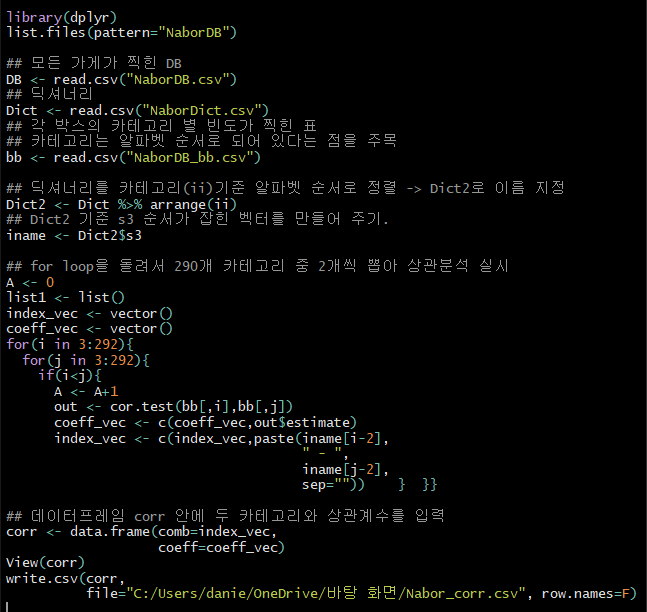 library(dplyr)
list.files(pattern="NaborDB")

## 모든 가게가 찍힌 DB
DB <- read.csv("NaborDB.csv")
## 딕셔너리
Dict <- read.csv("NaborDict.csv")
## 각 박스의 카테고리 별 빈도가 찍힌 표
## 카테고리는 알파벳 순서로 되어 있다는 점을 주목
bb <- read.csv("NaborDB_bb.csv")

## 딕셔너리를 카테고리(ii)기준 알파벳 순서로 정렬 -> Dict2로 이름 지정
Dict2 <- Dict %>% arrange(ii)
## Dict2 기준 s3 순서가 잡힌 벡터를 만들어 주기.
iname <- Dict2$s3

## for loop을 돌려서 290개 카테고리 중 2개씩 뽑아 상관분석 실시
A <- 0
list1 <- list()
index_vec <- vector()
coeff_vec <- vector()
for(i in 3:292){
  for(j in 3:292){
    if(i<j){
      A <- A+1
      out <- cor.test(bb[,i],bb[,j])
      coeff_vec <- c(coeff_vec,out$estimate)
      index_vec <- c(index_vec,paste(iname[i-2],
                                     " - ",
                                     iname[j-2],
                                     sep=""))    }  }}

## 데이터프레임 corr 안에 두 카테고리와 상관계수를 입력
corr <- data.frame(comb=index_vec,
                   coeff=coeff_vec)
View(corr)
write.csv(corr,
          file="C:/Users/danie/OneDrive/바탕 화면/Nabor_corr.csv", row.names=F)